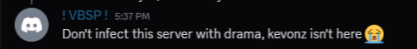 ! VBSP ! 5:37 PM
Don't infect this server with drama, kevonz isn't here 😭